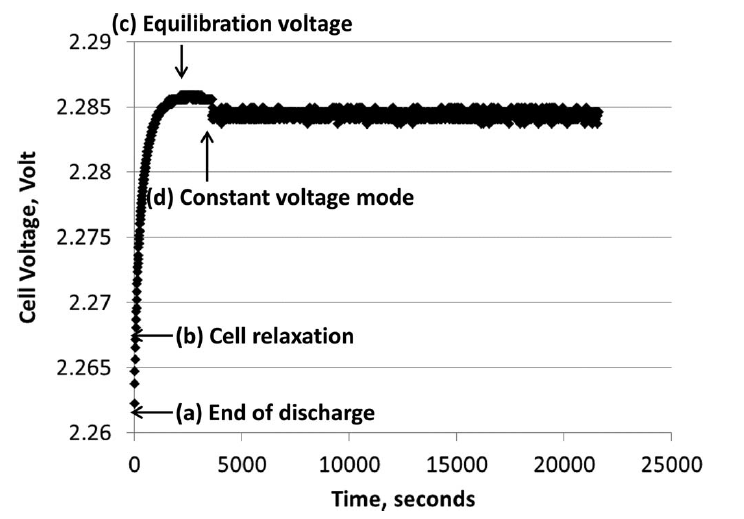 (c) Equilibration voltage
2.29
2.285
2.28
(d) Constant voltage mode
2.275
2.27
(b) Cell relaxation
2.265
(a) End of discharge
2.26
Cell Voltage, Volt
0 5000 10000 15000 20000 25000
Time, seconds